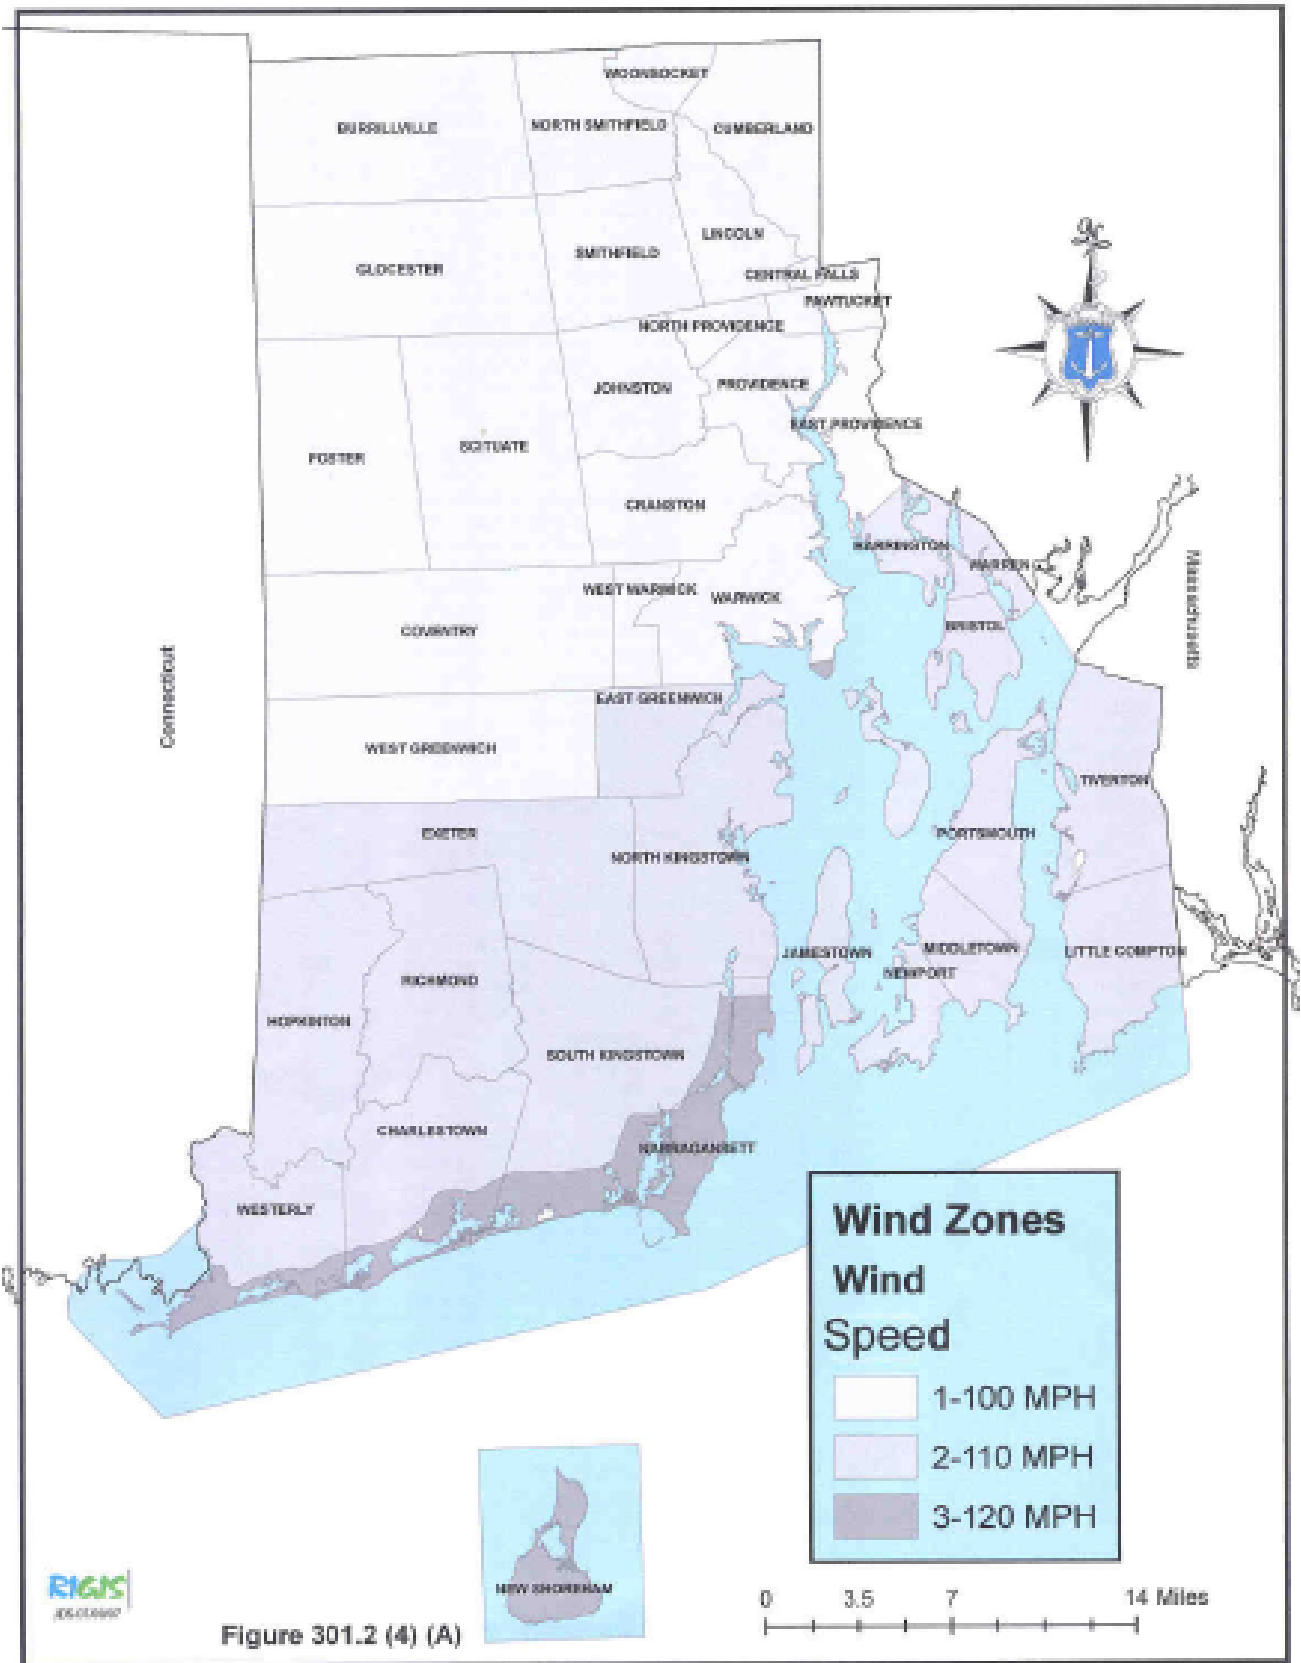 WOONSOCKET
BURRILLVILLE
NORTH SMITHFIELD
CUMBERLAND
LINCOLN
SMITHFIELD
GLOCESTER
CENTRAL FALLS
PAWTUCKET
NORTH PROVIDENCE
JOHNSTON
PROVIDENCE
EAST PROVIDENCE
SCITUATE
FOSTER
CRANSTON
BARRINGTON
WARREN
WEST WARWICK
WARWICK
COVENTRY
BRISTOL
Massachusetts
Connecticut
EAST GREENWICH
WEST GREENWICH
TIVERTON
EXETER
PORTSMOUTH
NORTH KINGSTOWN
JAMESTOWN
MIDDLETOWN
LITTLE COMPTON
NEWPORT
RICHMOND
HOPKINTON
SOUTH KINGSTOWN
CHARLESTOWN
NARRAGANSETT
WESTERLY
Wind Zones
Wind
Speed
1-100 MPH
2-110 MPH
3-120 MPH
NEW SHOREHAM
RIGIS
0 3.5 7 14 Miles
Figure 301.2 (4) (A)